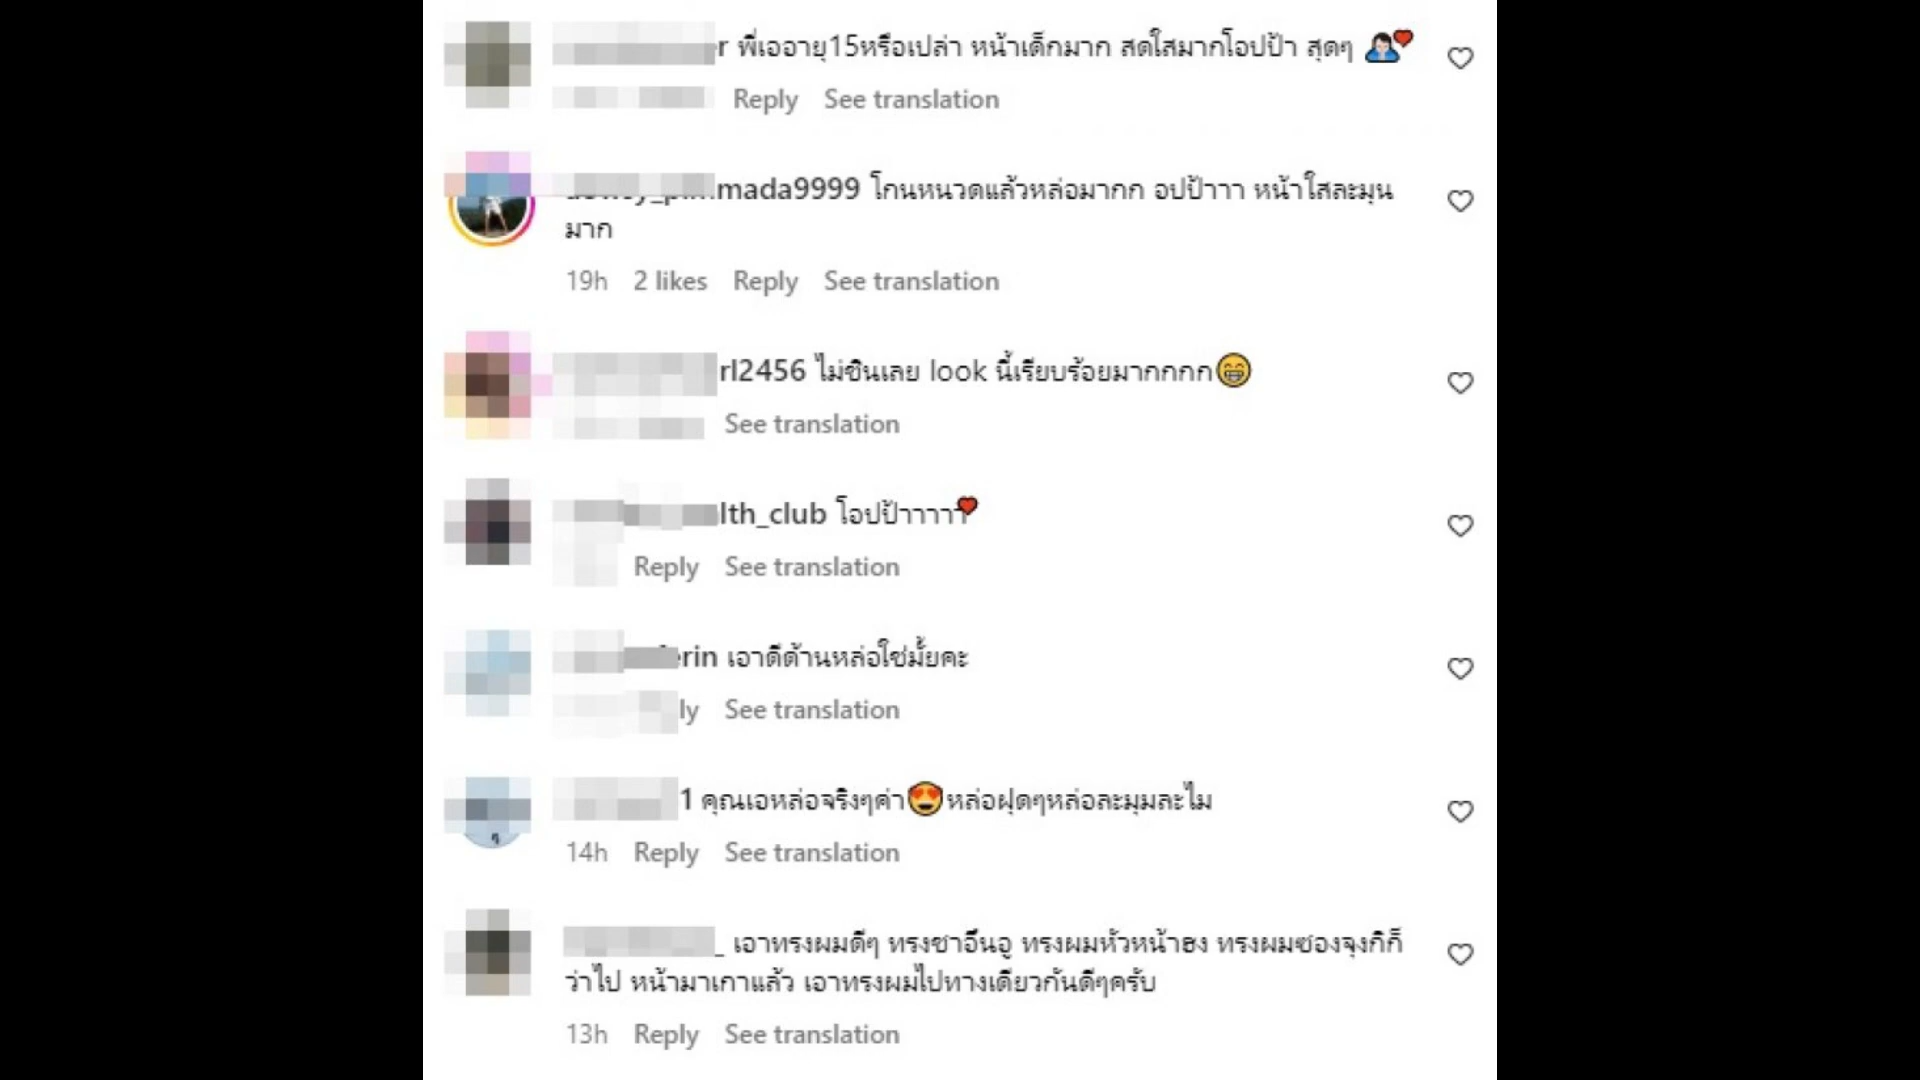 r พี่เออายุ15หรือเปล่า หน้าเด็กมาก สดใสมากโอปป้า สุดๆ
Reply See translation
mada9999 โกนหนวดแล้วหล่อมากก อปป้าาา หน้าใสละมุน
มาก
19h 2 likes Reply See translation
rl2456 ไม่ชินเลย look นี้เรียบร้อยมากกกก😁
See translation
lth_club โอปป้าาาาา
Reply See translation
erin เอาดีด้านหล่อใช่มั้ยคะ
ly See translation
1 คุณเอหล่อจริงๆค่า😍หล่อฝุดๆหล่อละมุมละไม
14h Reply See translation
_ เอาทรงผมดีๆ ทรงชาอึนอู ทรงผมหัวหน้าฮง ทรงผมซองจุงกิก็
ว่าไป หน้ามาเกาแล้ว เอาทรงผมไปทางเดียวกันดีๆครับ
13h Reply See translation